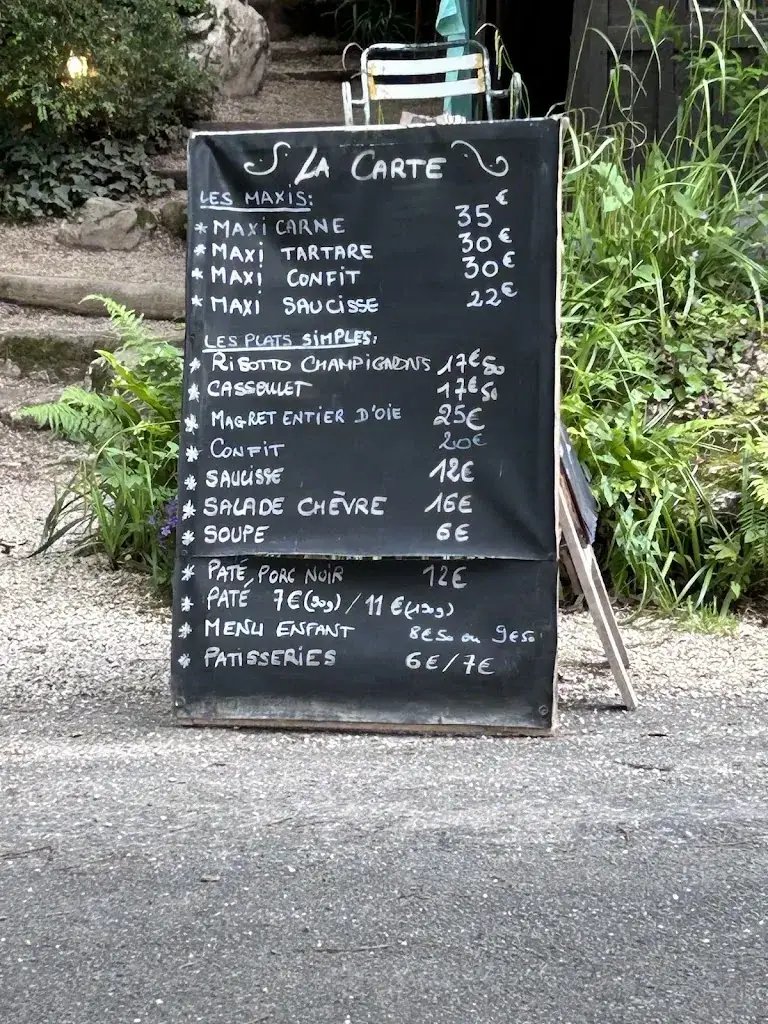 LA CARTE
LES MAXIS:
* MAXI CARNE 35€
* MAXI TARTARE 30€
* MAXI CONFIT 30€
* MAXI SAUCISSE 22€
LES PLATS SIMPLES:
* RISOTTO CHAMPIGNONS 17€50
* CASSOULET 17€50
* MAGRET ENTIER D'OIE 25€
* CONFIT 20€
* SAUCISSE 12€
* SALADE CHÈVRE 16€
* SOUPE 6€
* PATÉ, PORC NOIR 12€
* PATÉ 7€(90g) / 11€(190g)
* MENU ENFANT 8€50 ou 9€50
* PATISSERIES 6€/7€